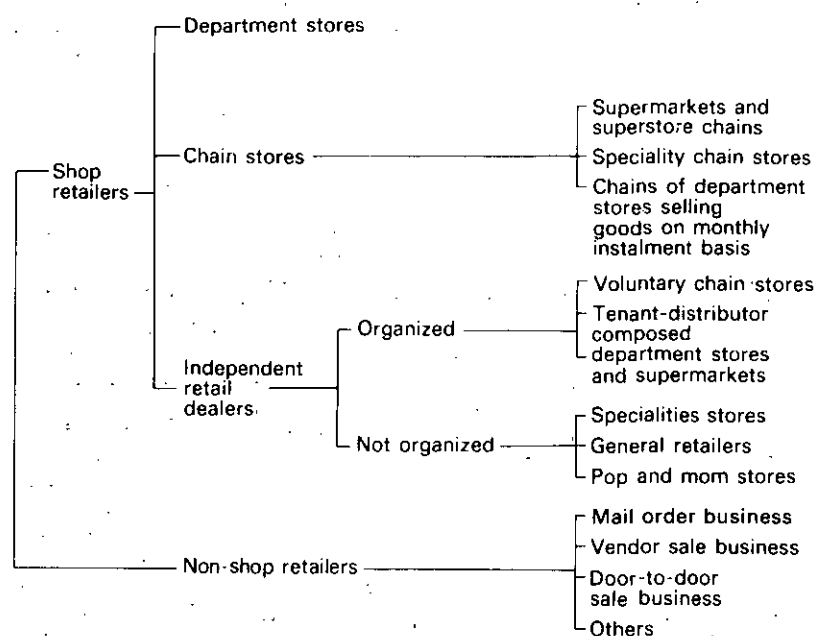 Department stores
Supermarkets and
superstore chains
Shop
retailers
Chain stores
Speciality chain stores
Chains of department
stores selling
goods on monthly
instalment basis
Voluntary chain stores
Organized
Tenant-distributor
composed
department stores
and supermarkets
Independent
retail
dealers
Specialities stores
Not organized
General retailers
Pop and mom stores
Mail order business
Non-shop retailers
Vendor sale business
Door-to-door
sale business
Others